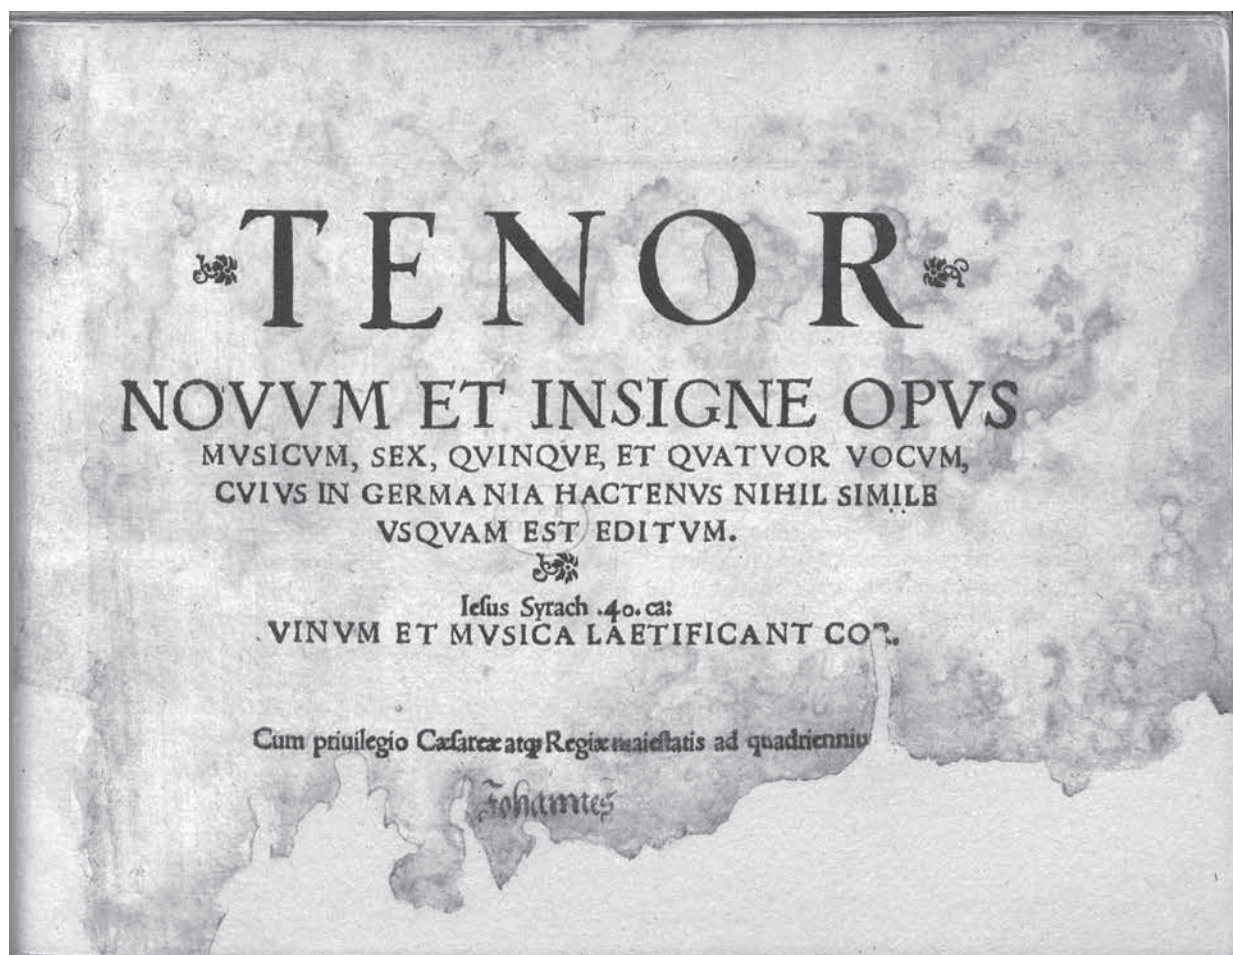 TENOR
NOVVM ET INSIGNE OPVS
MVSICVM, SEX, QVINQVE, ET QVATVOR VOCVM,
CVIVS IN GERMANIA HACTENVS NIHIL SIMILE
VSQVAM EST EDITVM.
Iesus Syrach .40. ca:
VINVM ET MVSICA LAETIFICANT COR.
Cum priuilegio Cæsareæ atqꝫ Regiæ maiestatis ad quadrienniu
Johannes